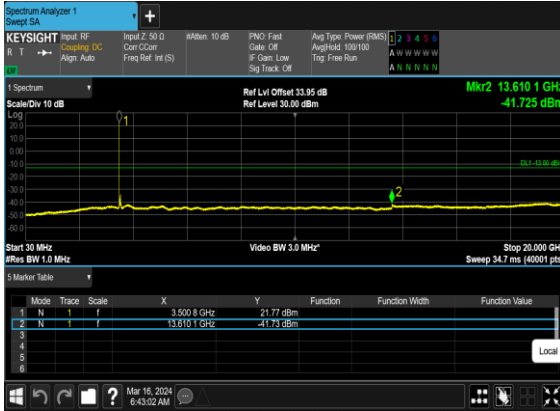 Spectrum Analyzer 1
Swept SA
+
KEYSIGHT Input: RF Input Z: 50 Ω #Atten: 10 dB PNO: Fast Avg Type: Power (RMS) 1 2 3 4 5 6
R T Coupling: DC Corr CCorr Gate: Off Avg|Hold: 100/100 A W W W W W
Align: Auto Freq Ref: Int (S) IF Gain: Low Trig: Free Run A N N N N N
Sig Track: Off
1 Spectrum Ref Lvl Offset 33.95 dB Mkr2 13.610 1 GHz
Scale/Div 10 dB Ref Level 30.00 dBm -41.725 dBm
Log
1
20.0
10.0
0.00
-10.0 DL1 -13.00 dBm
-20.0
-30.0
2
-40.0
-50.0
-60.0
Start 30 MHz Video BW 3.0 MHz* Stop 20.000 GH
#Res BW 1.0 MHz Sweep 34.7 ms (40001 pts
5 Marker Table
Mode Trace Scale X Y Function Function Width Function Value
1 N 1 f 3.500 8 GHz 21.77 dBm
2 N 1 f 13.610 1 GHz -41.73 dBm
3
4
5
6
Local
? Mar 16, 2024
6:43:02 AM